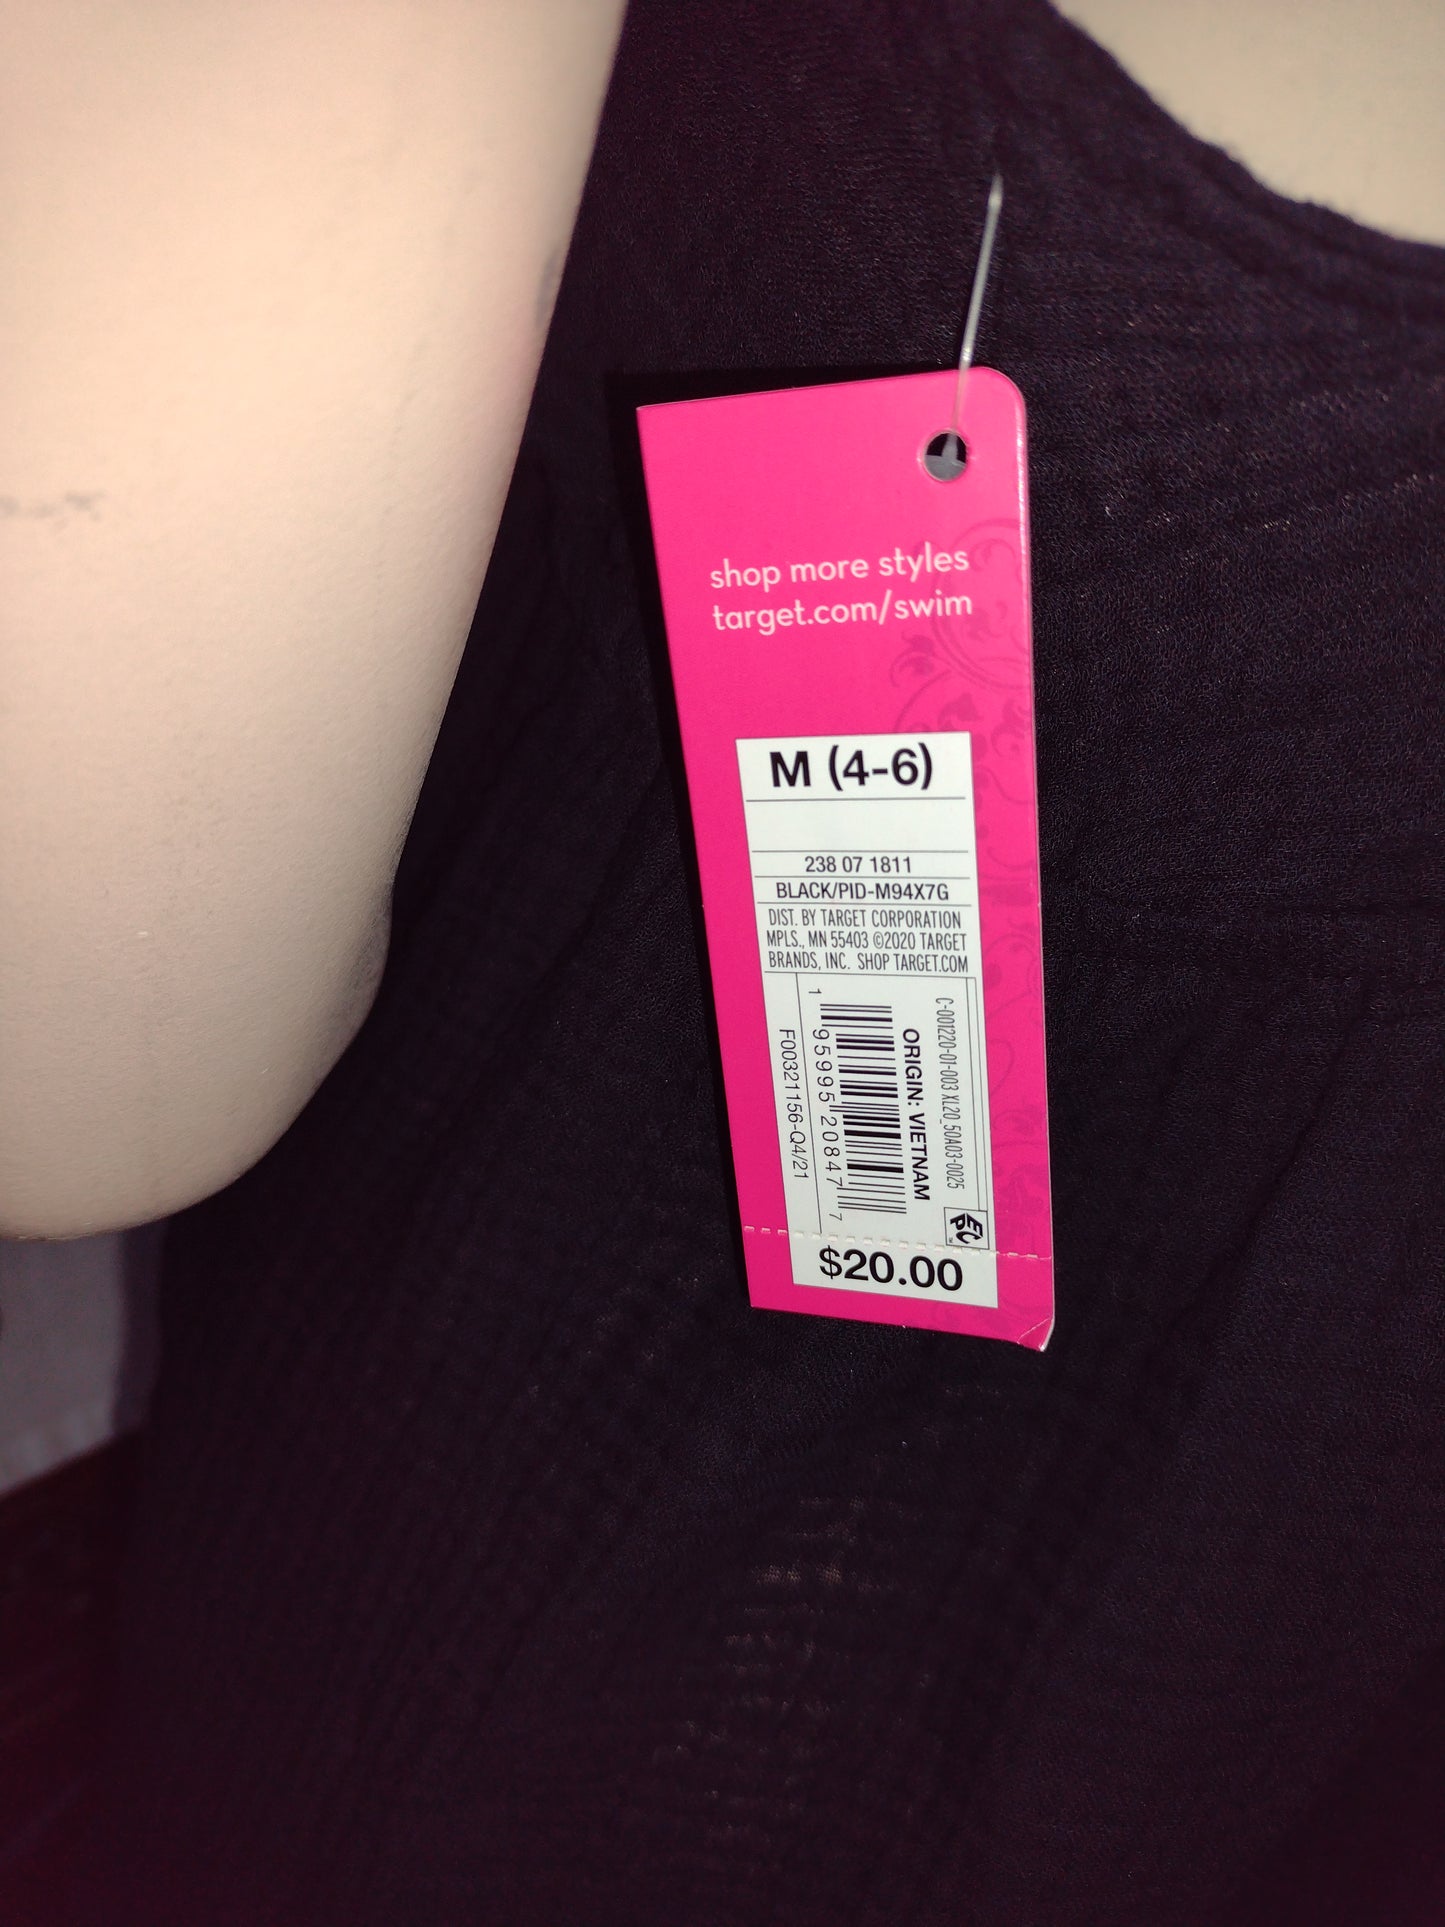 shop more styles
target.com/swim
M (4-6)
238 07 1811
BLACK/PID-M94X7G
DIST. BY TARGET CORPORATION
MPLS., MN 55403 ©2020 TARGET
BRANDS, INC. SHOP TARGET.COM
C-001220-01-003 XL20_50A03-0025
ORIGIN: VIETNAM
1 95995 20847 7
F00321156-Q4/21
$20.00